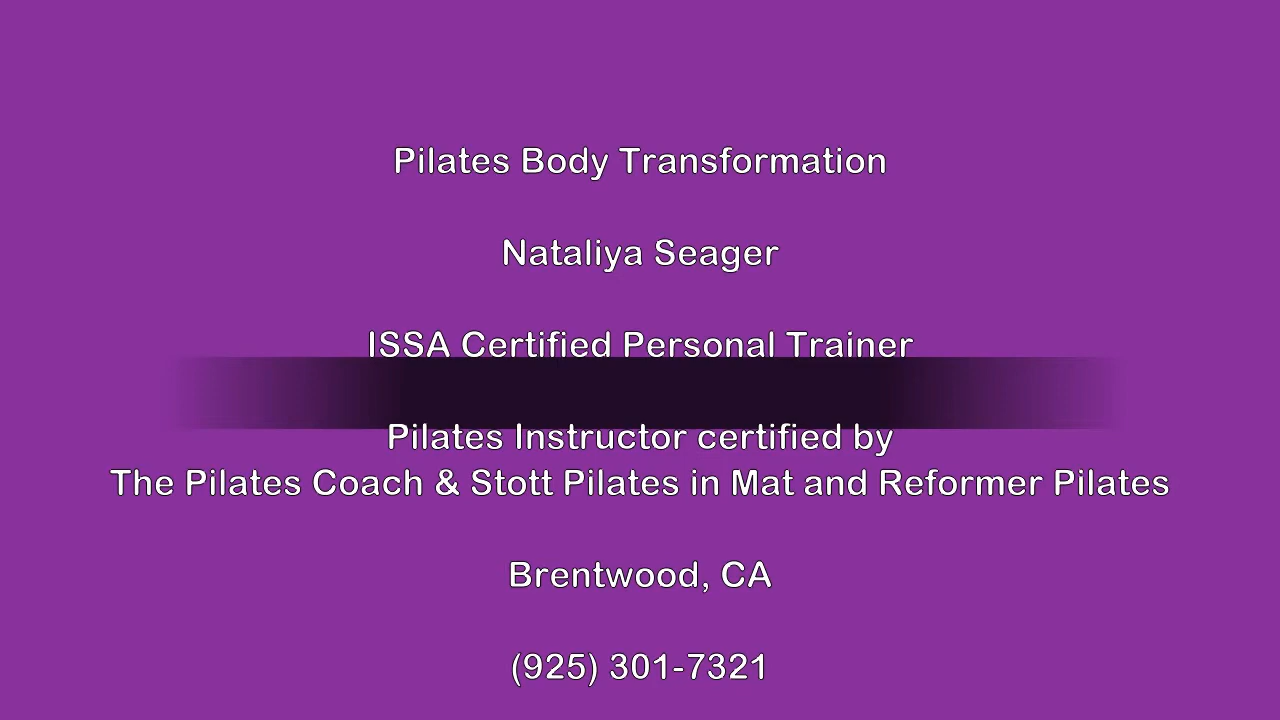 Pilates Body Transformation
Nataliya Seager
ISSA Certified Personal Trainer
Pilates Instructor certified by
The Pilates Coach & Stott Pilates in Mat and Reformer Pilates
Brentwood, CA
(925) 301-7321